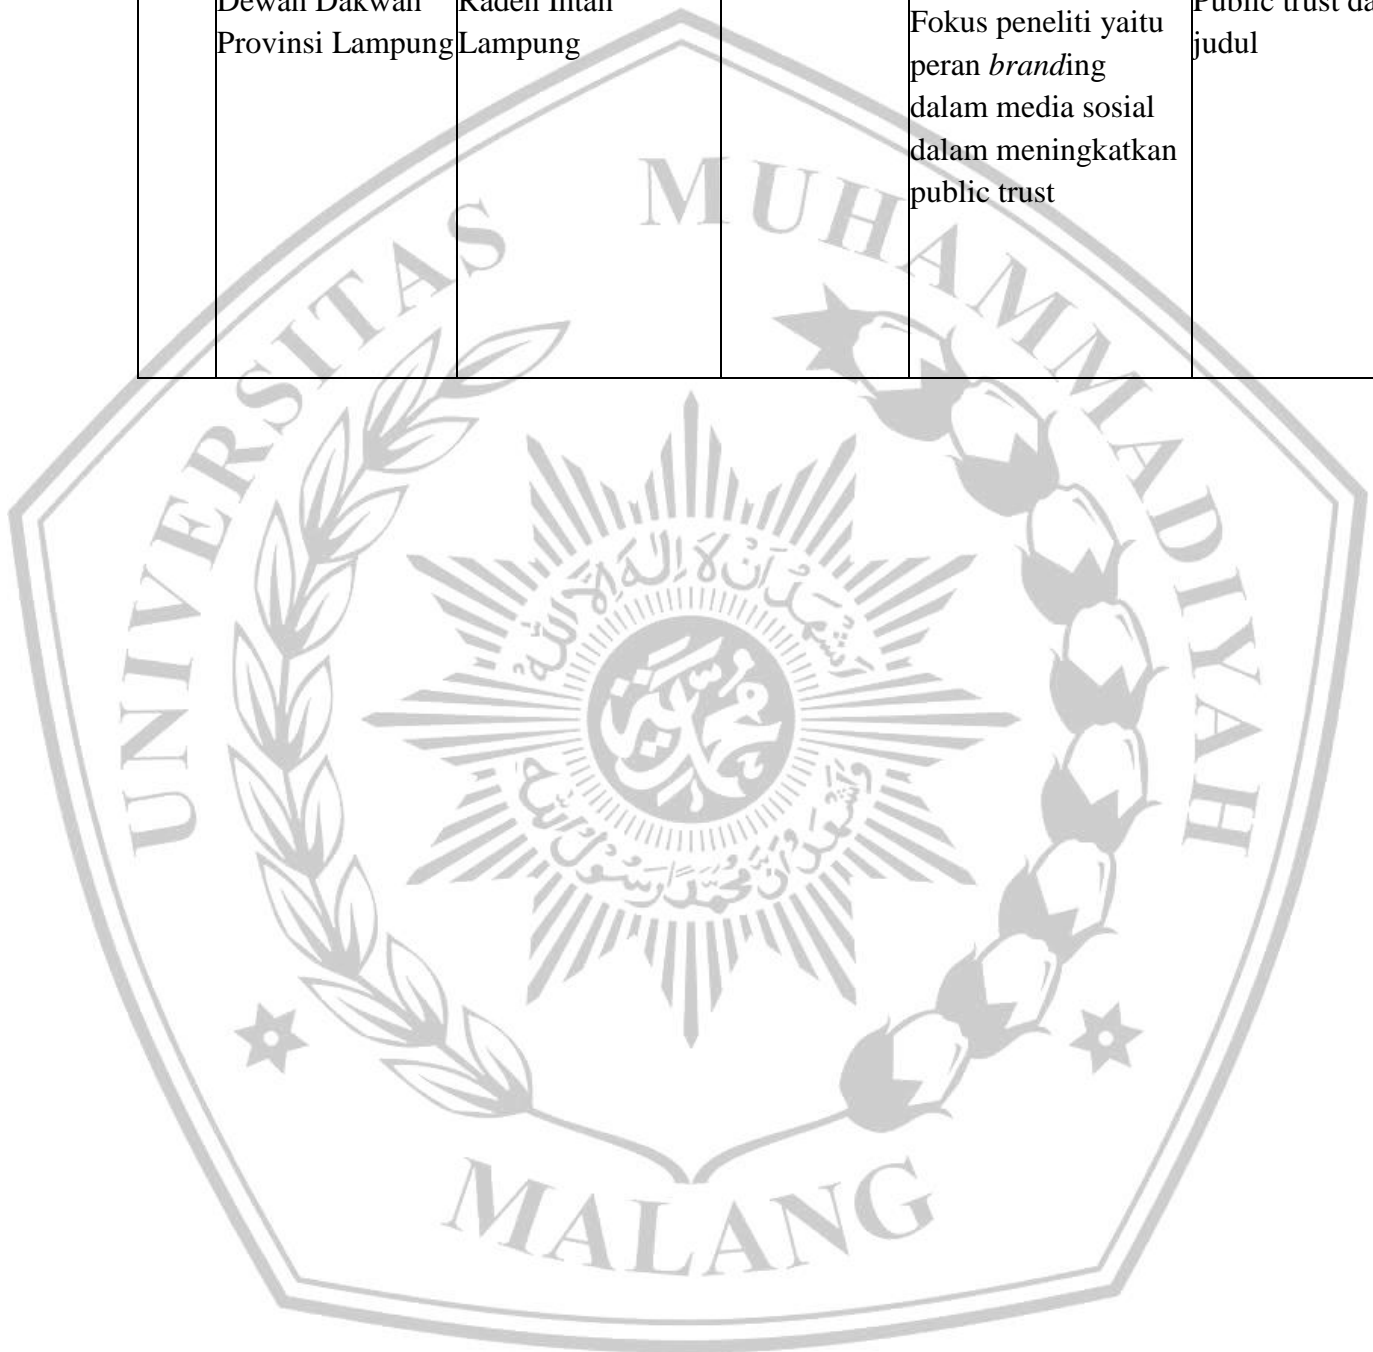 Dewan Dakwah
Provinsi Lampung
Raden Intan
Lampung
Fokus peneliti yaitu
peran branding
dalam media sosial
dalam meningkatkan
public trust
Public trust da
judul
UNIVERSITAS MUHAMMADIYAH
MALANG